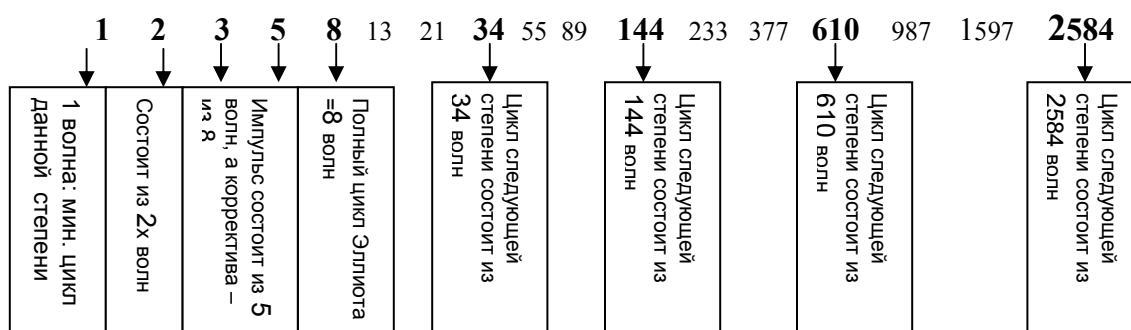 1 2 3 5 8 13 21 34 55 89 144 233 377 610 987 1597 2584
1 волна: мин. цикл
данной степени
Состоит из 2х волн
Импульс состоит из 5
волн, а корректива –
из 8
Полный цикл Эллиота
=8 волн
Цикл следующей
степени состоит из
34 волн
Цикл следующей
степени состоит из
144 волн
Цикл следующей
степени состоит из
610 волн
Цикл следующей
степени состоит из
2584 волн